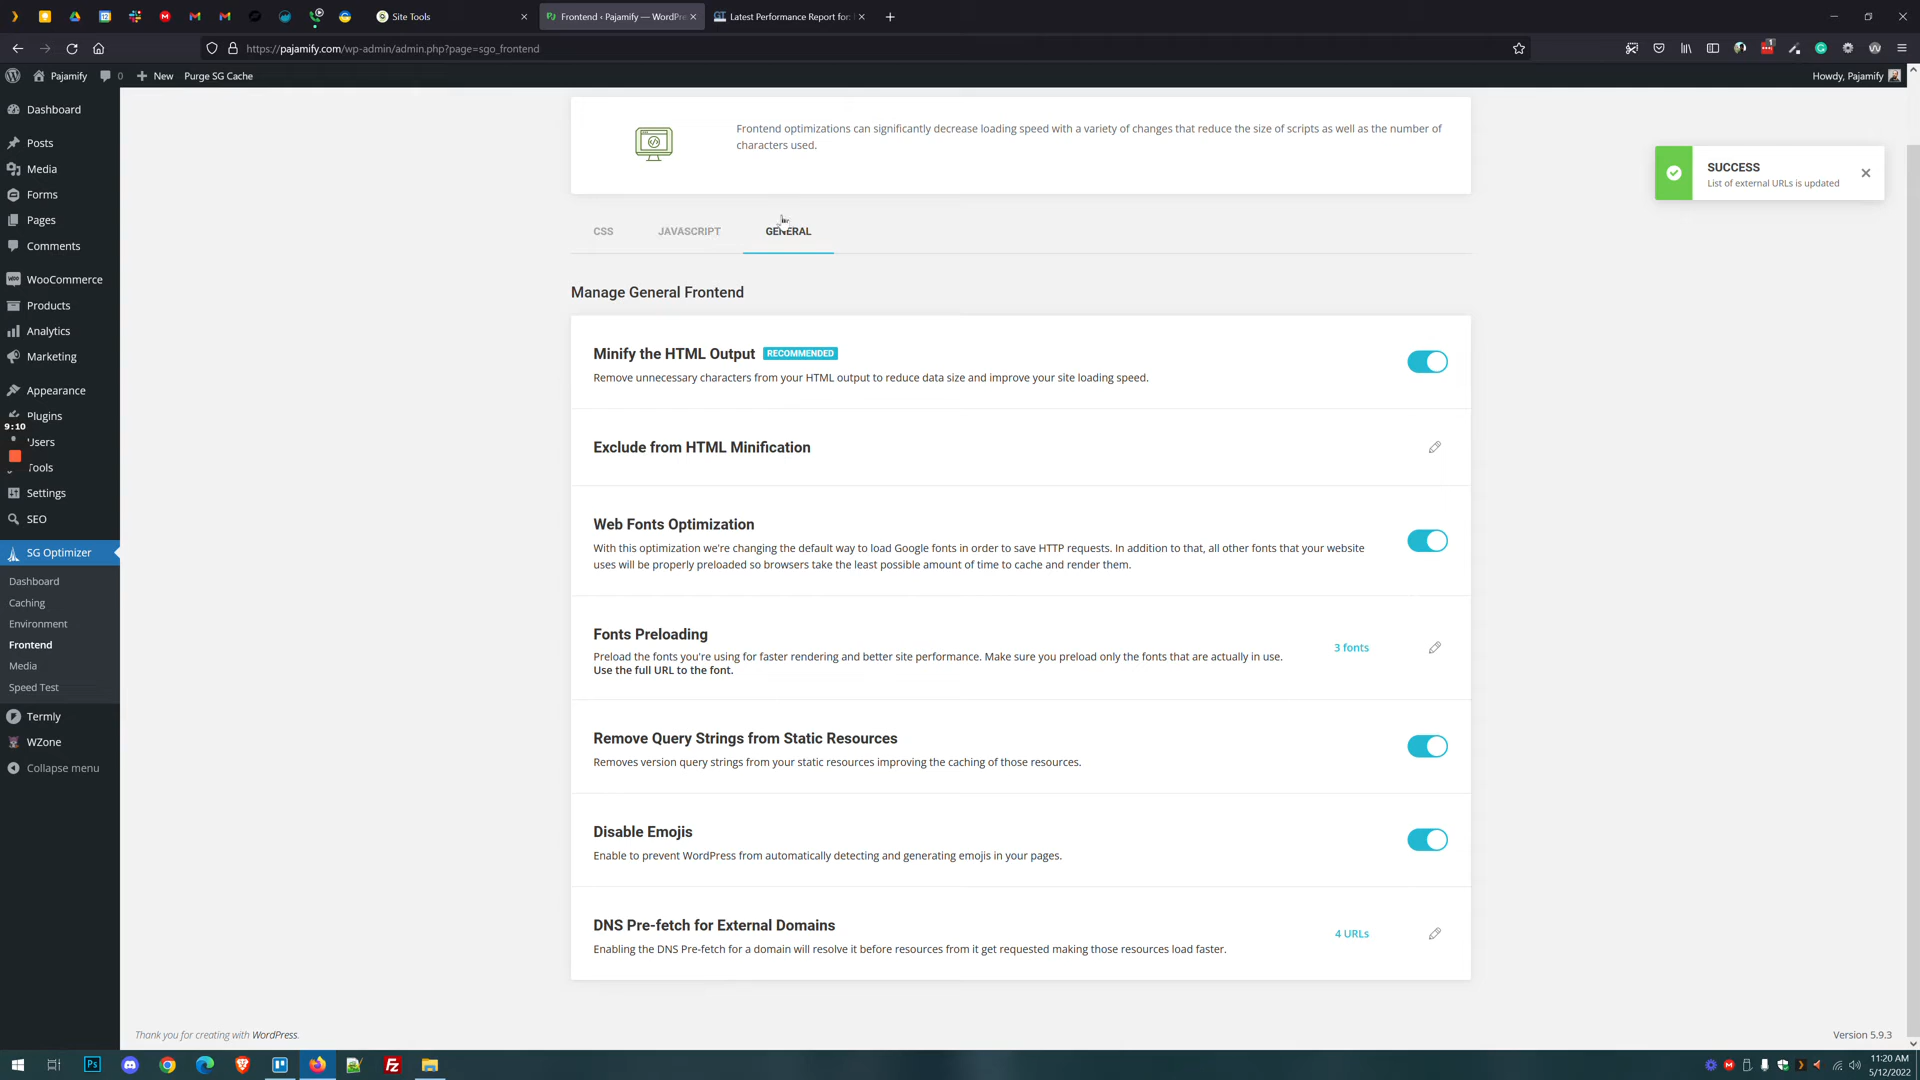 Site Tools
Frontend ‹ Pajamify — WordPre
Latest Performance Report for:
https://pajamify.com/wp-admin/admin.php?page=sgo_frontend
Pajamify
0
New
Purge SG Cache
Howdy, Pajamify
Dashboard
Posts
Media
Forms
Pages
Comments
WooCommerce
Products
Analytics
Marketing
Appearance
Plugins
9:10
Users
Tools
Settings
SEO
SG Optimizer
Dashboard
Caching
Environment
Frontend
Media
Speed Test
Termly
WZone
Collapse menu
Frontend optimizations can significantly decrease loading speed with a variety of changes that reduce the size of scripts as well as the number of
characters used.
SUCCESS
List of external URLs is updated
CSS
JAVASCRIPT
GENERAL
Manage General Frontend
Minify the HTML Output RECOMMENDED
Remove unnecessary characters from your HTML output to reduce data size and improve your site loading speed.
Exclude from HTML Minification
Web Fonts Optimization
With this optimization we're changing the default way to load Google fonts in order to save HTTP requests. In addition to that, all other fonts that your website
uses will be properly preloaded so browsers take the least possible amount of time to cache and render them.
Fonts Preloading
Preload the fonts you're using for faster rendering and better site performance. Make sure you preload only the fonts that are actually in use.
Use the full URL to the font.
3 fonts
Remove Query Strings from Static Resources
Removes version query strings from your static resources improving the caching of those resources.
Disable Emojis
Enable to prevent WordPress from automatically detecting and generating emojis in your pages.
DNS Pre-fetch for External Domains
Enabling the DNS Pre-fetch for a domain will resolve it before resources from it get requested making those resources load faster.
4 URLs
Thank you for creating with WordPress.
Version 5.9.3
11:20 AM
5/12/2022